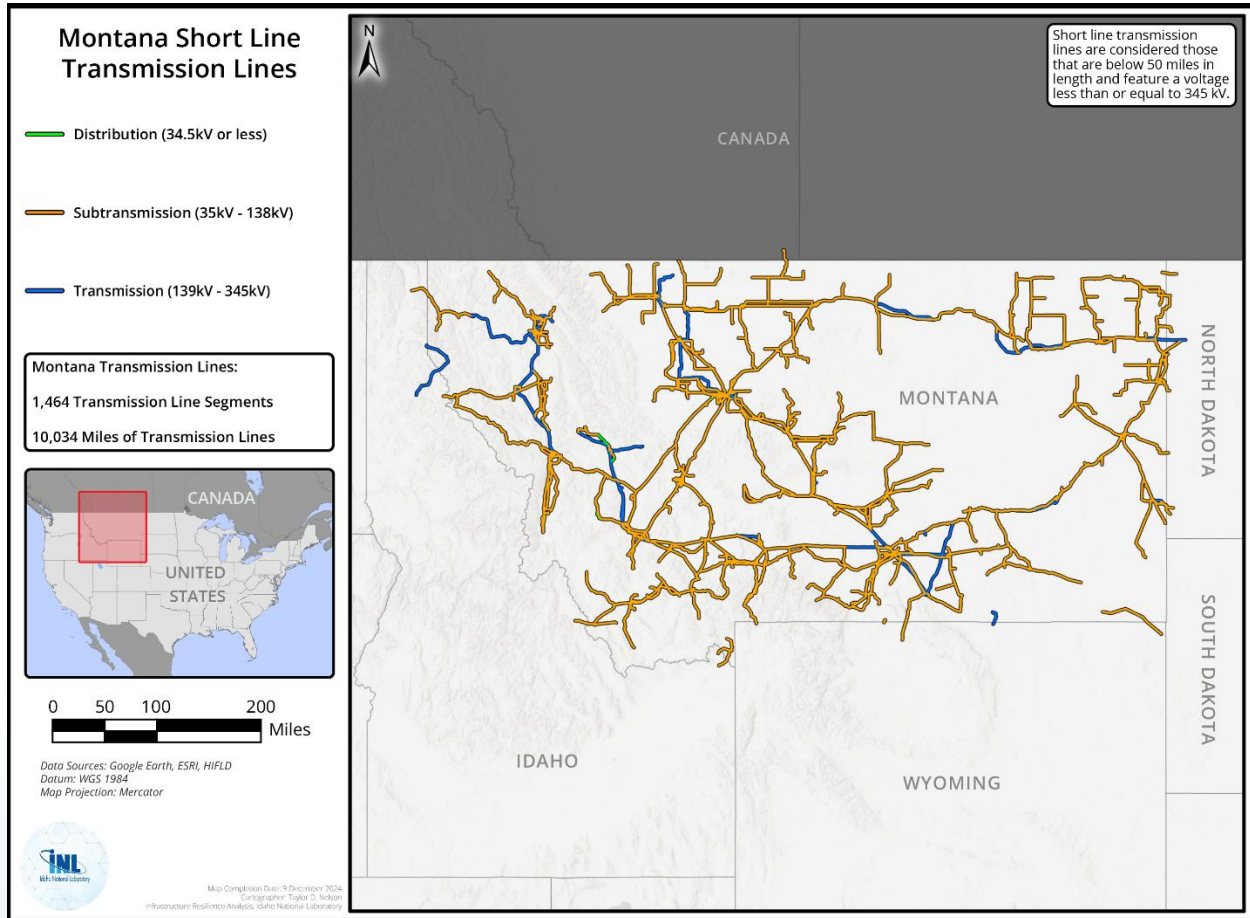 Montana Short Line
Transmission Lines
Distribution (34.5kV or less)
Subtransmission (35kV - 138kV)
Transmission (139kV - 345kV)
Montana Transmission Lines:
1,464 Transmission Line Segments
10,034 Miles of Transmission Lines
CANADA
UNITED
STATES
0 50 100 200
Miles
Data Sources: Google Earth, ESRI, HIFLD
Datum: WGS 1984
Map Projection: Mercator
INL
Idaho National Laboratory
Map Completion Date: 9 December 2024
Cartographer: Taylor D. Nelson
Infrastructure Resilience Analysis, Idaho National Laboratory
N
Short line transmission
lines are considered those
that are below 50 miles in
length and feature a voltage
less than or equal to 345 kV.
CANADA
MONTANA
NORTH DAKOTA
SOUTH DAKOTA
IDAHO
WYOMING